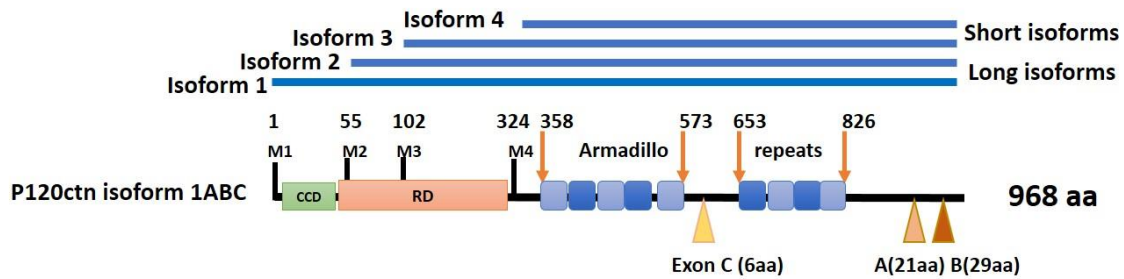 Isoform 4
Short isoforms
Isoform 3
Isoform 2
Long isoforms
Isoform 1
1 55 102 324 358 573 653 826
M1 M2 M3 M4 Armadillo repeats
P120ctn isoform 1ABC CCD RD 968 aa
Exon C (6aa) A(21aa) B(29aa)